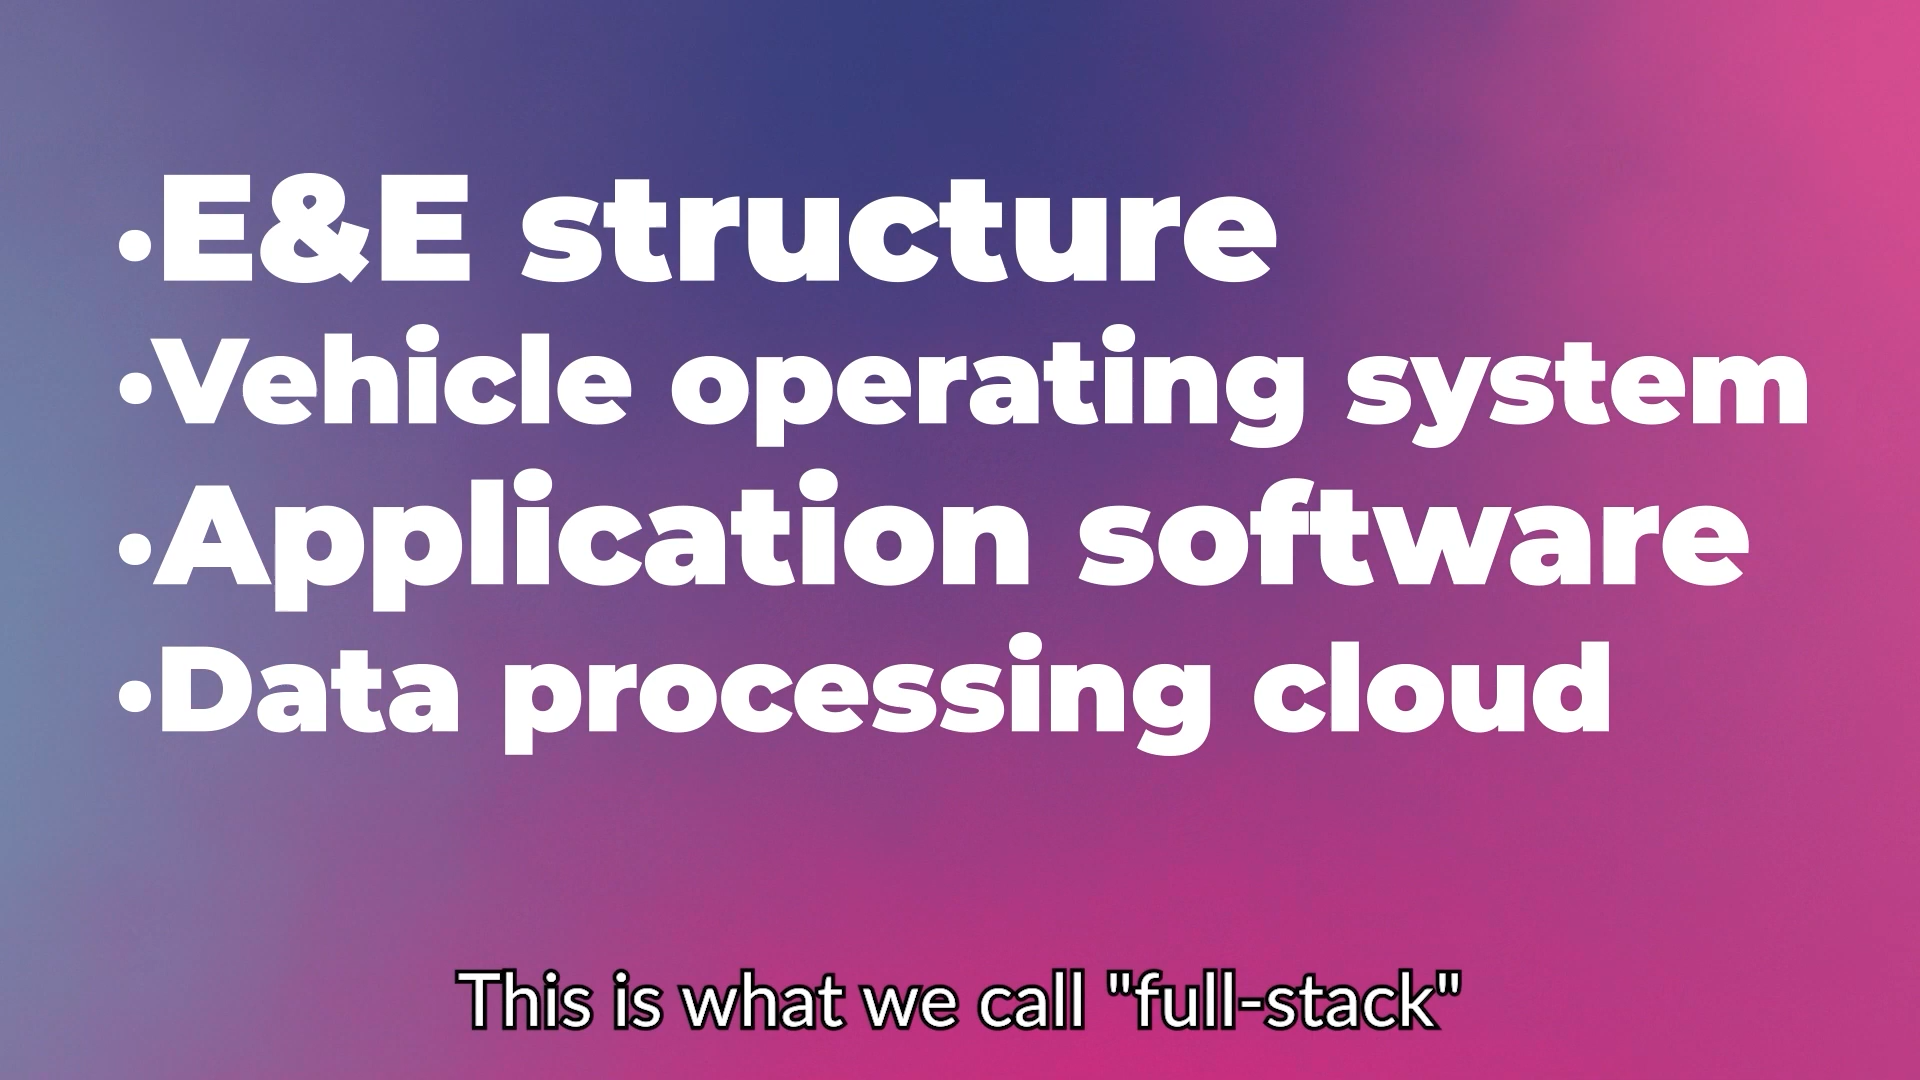 •E&E structure
•Vehicle operating system
•Application software
•Data processing cloud
This is what we call "full-stack"